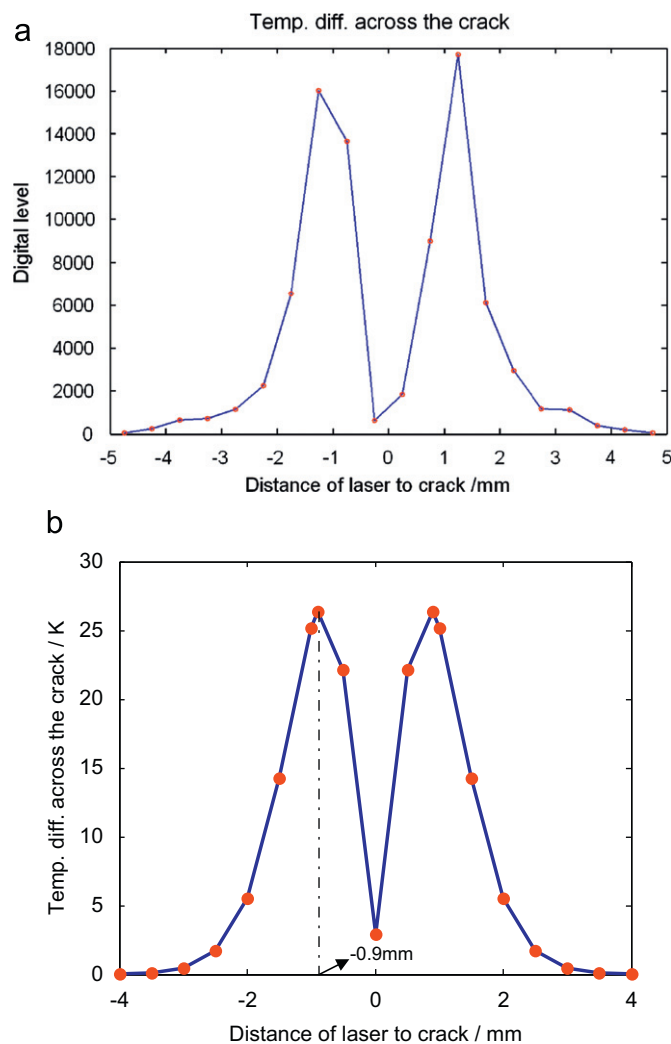 a
Temp. diff. across the crack
18000
16000
14000
12000
10000
8000
6000
4000
2000
0
Digital level
-5 -4 -3 -2 -1 0 1 2 3 4 5
Distance of laser to crack /mm
b
30
25
20
15
10
5
0
Temp. diff. across the crack / K
-0.9mm
-4 -2 0 2 4
Distance of laser to crack / mm